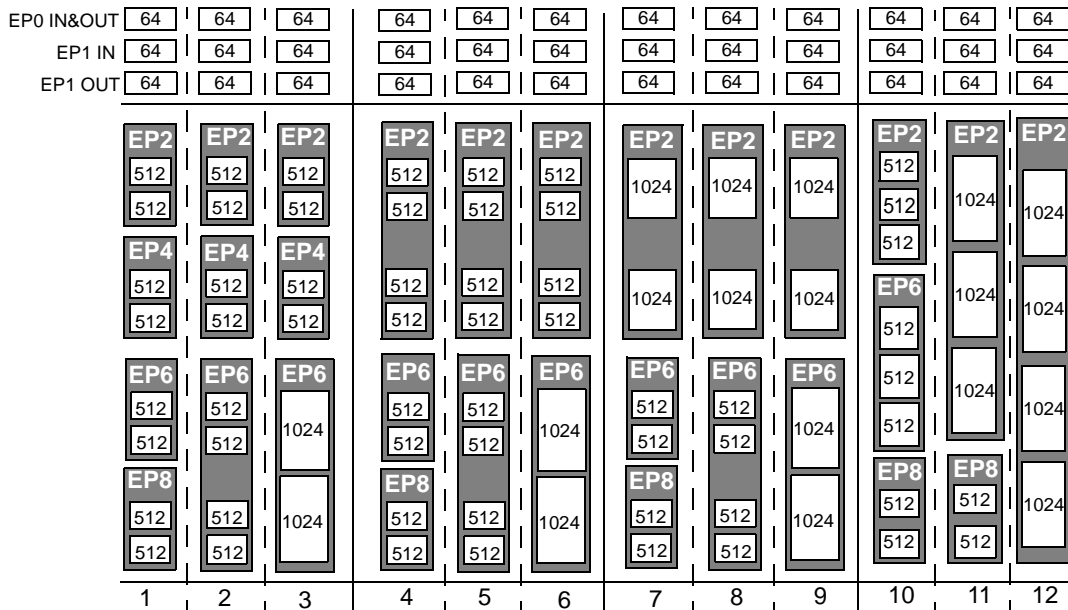 EP0 IN&OUT 64 64 64 64 64 64 64 64 64 64 64 64
EP1 IN 64 64 64 64 64 64 64 64 64 64 64 64
EP1 OUT 64 64 64 64 64 64 64 64 64 64 64 64
EP2 EP2 EP2 EP2 EP2 EP2 EP2 EP2 EP2 EP2 EP2 EP2
512 512 512 512 512 512 1024 1024 1024 512 1024 1024
512 512 512 512 512 512 512
EP4 EP4 EP4 512
512 512 512 512 512 512 1024 1024 1024 EP6 1024 1024
512 512 512 512 512 512 512
EP6 EP6 EP6 EP6 EP6 EP6 EP6 EP6 EP6 512 1024 1024
512 512 1024 512 512 1024 512 512 1024 512
512 512 512 512 512 512
EP8 EP8 EP8 EP8 EP8
512 512 1024 512 512 1024 512 512 1024 512 512 1024
512 512 512 512 512 512 512 512
1 2 3 4 5 6 7 8 9 10 11 12